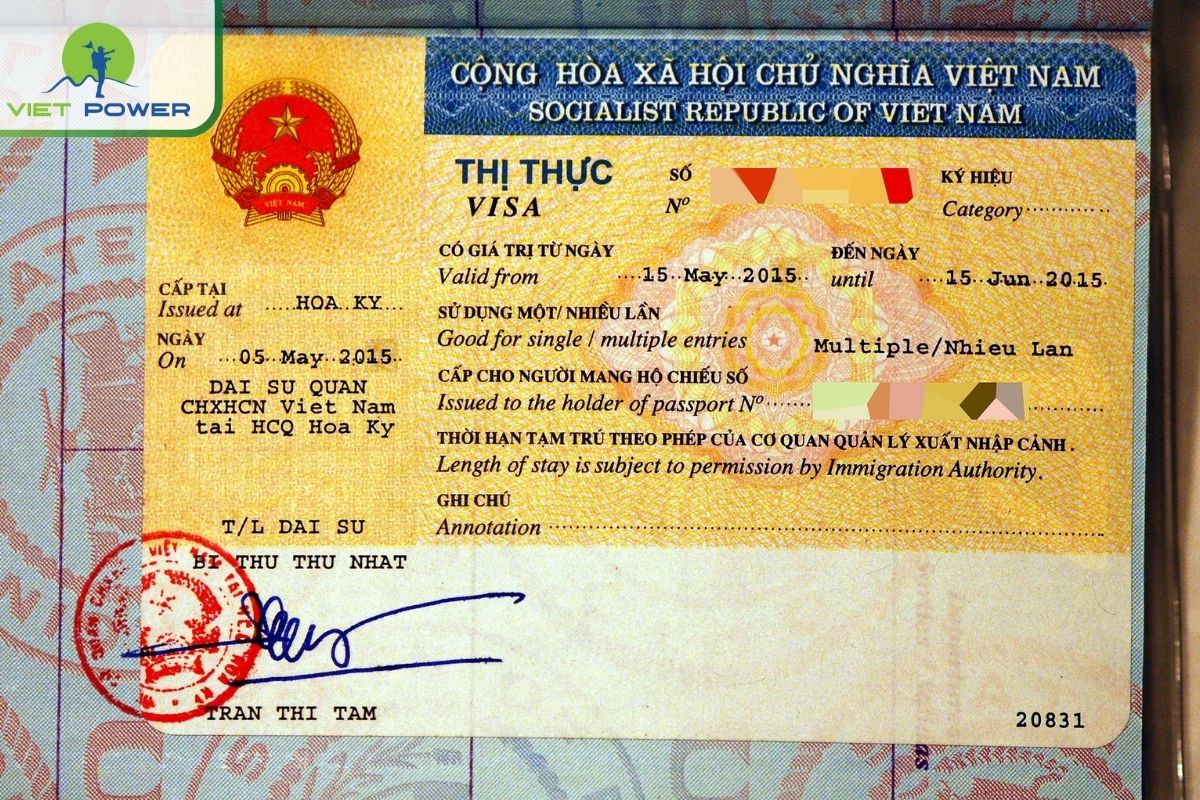 VIET POWER
CỘNG HÒA XÃ HỘI CHỦ NGHĨA VIỆT NAM
SOCIALIST REPUBLIC OF VIET NAM
VIỆT NAM
THỊ THỰC
VISA
SỐ
Nº
KÝ HIỆU
Category
CÓ GIÁ TRỊ TỪ NGÀY
Valid from 15 May 2015
ĐẾN NGÀY
until 15 Jun 2015
CẤP TẠI
Issued at HOA KY
NGÀY
On 05 May 2015
DAI SU QUAN
CHXHCN Viet Nam
tai HCQ Hoa Ky
SỬ DỤNG MỘT/ NHIỀU LẦN
Good for single / multiple entries Multiple/Nhieu Lan
CẤP CHO NGƯỜI MANG HỘ CHIẾU SỐ
Issued to the holder of passport Nº
THỜI HẠN TẠM TRÚ THEO PHÉP CỦA CƠ QUAN QUẢN LÝ XUẤT NHẬP CẢNH .
Length of stay is subject to permission by Immigration Authority.
GHI CHÚ
Annotation
T/L DAI SU
BI THU THU NHAT
TRAN THI TAM
20831